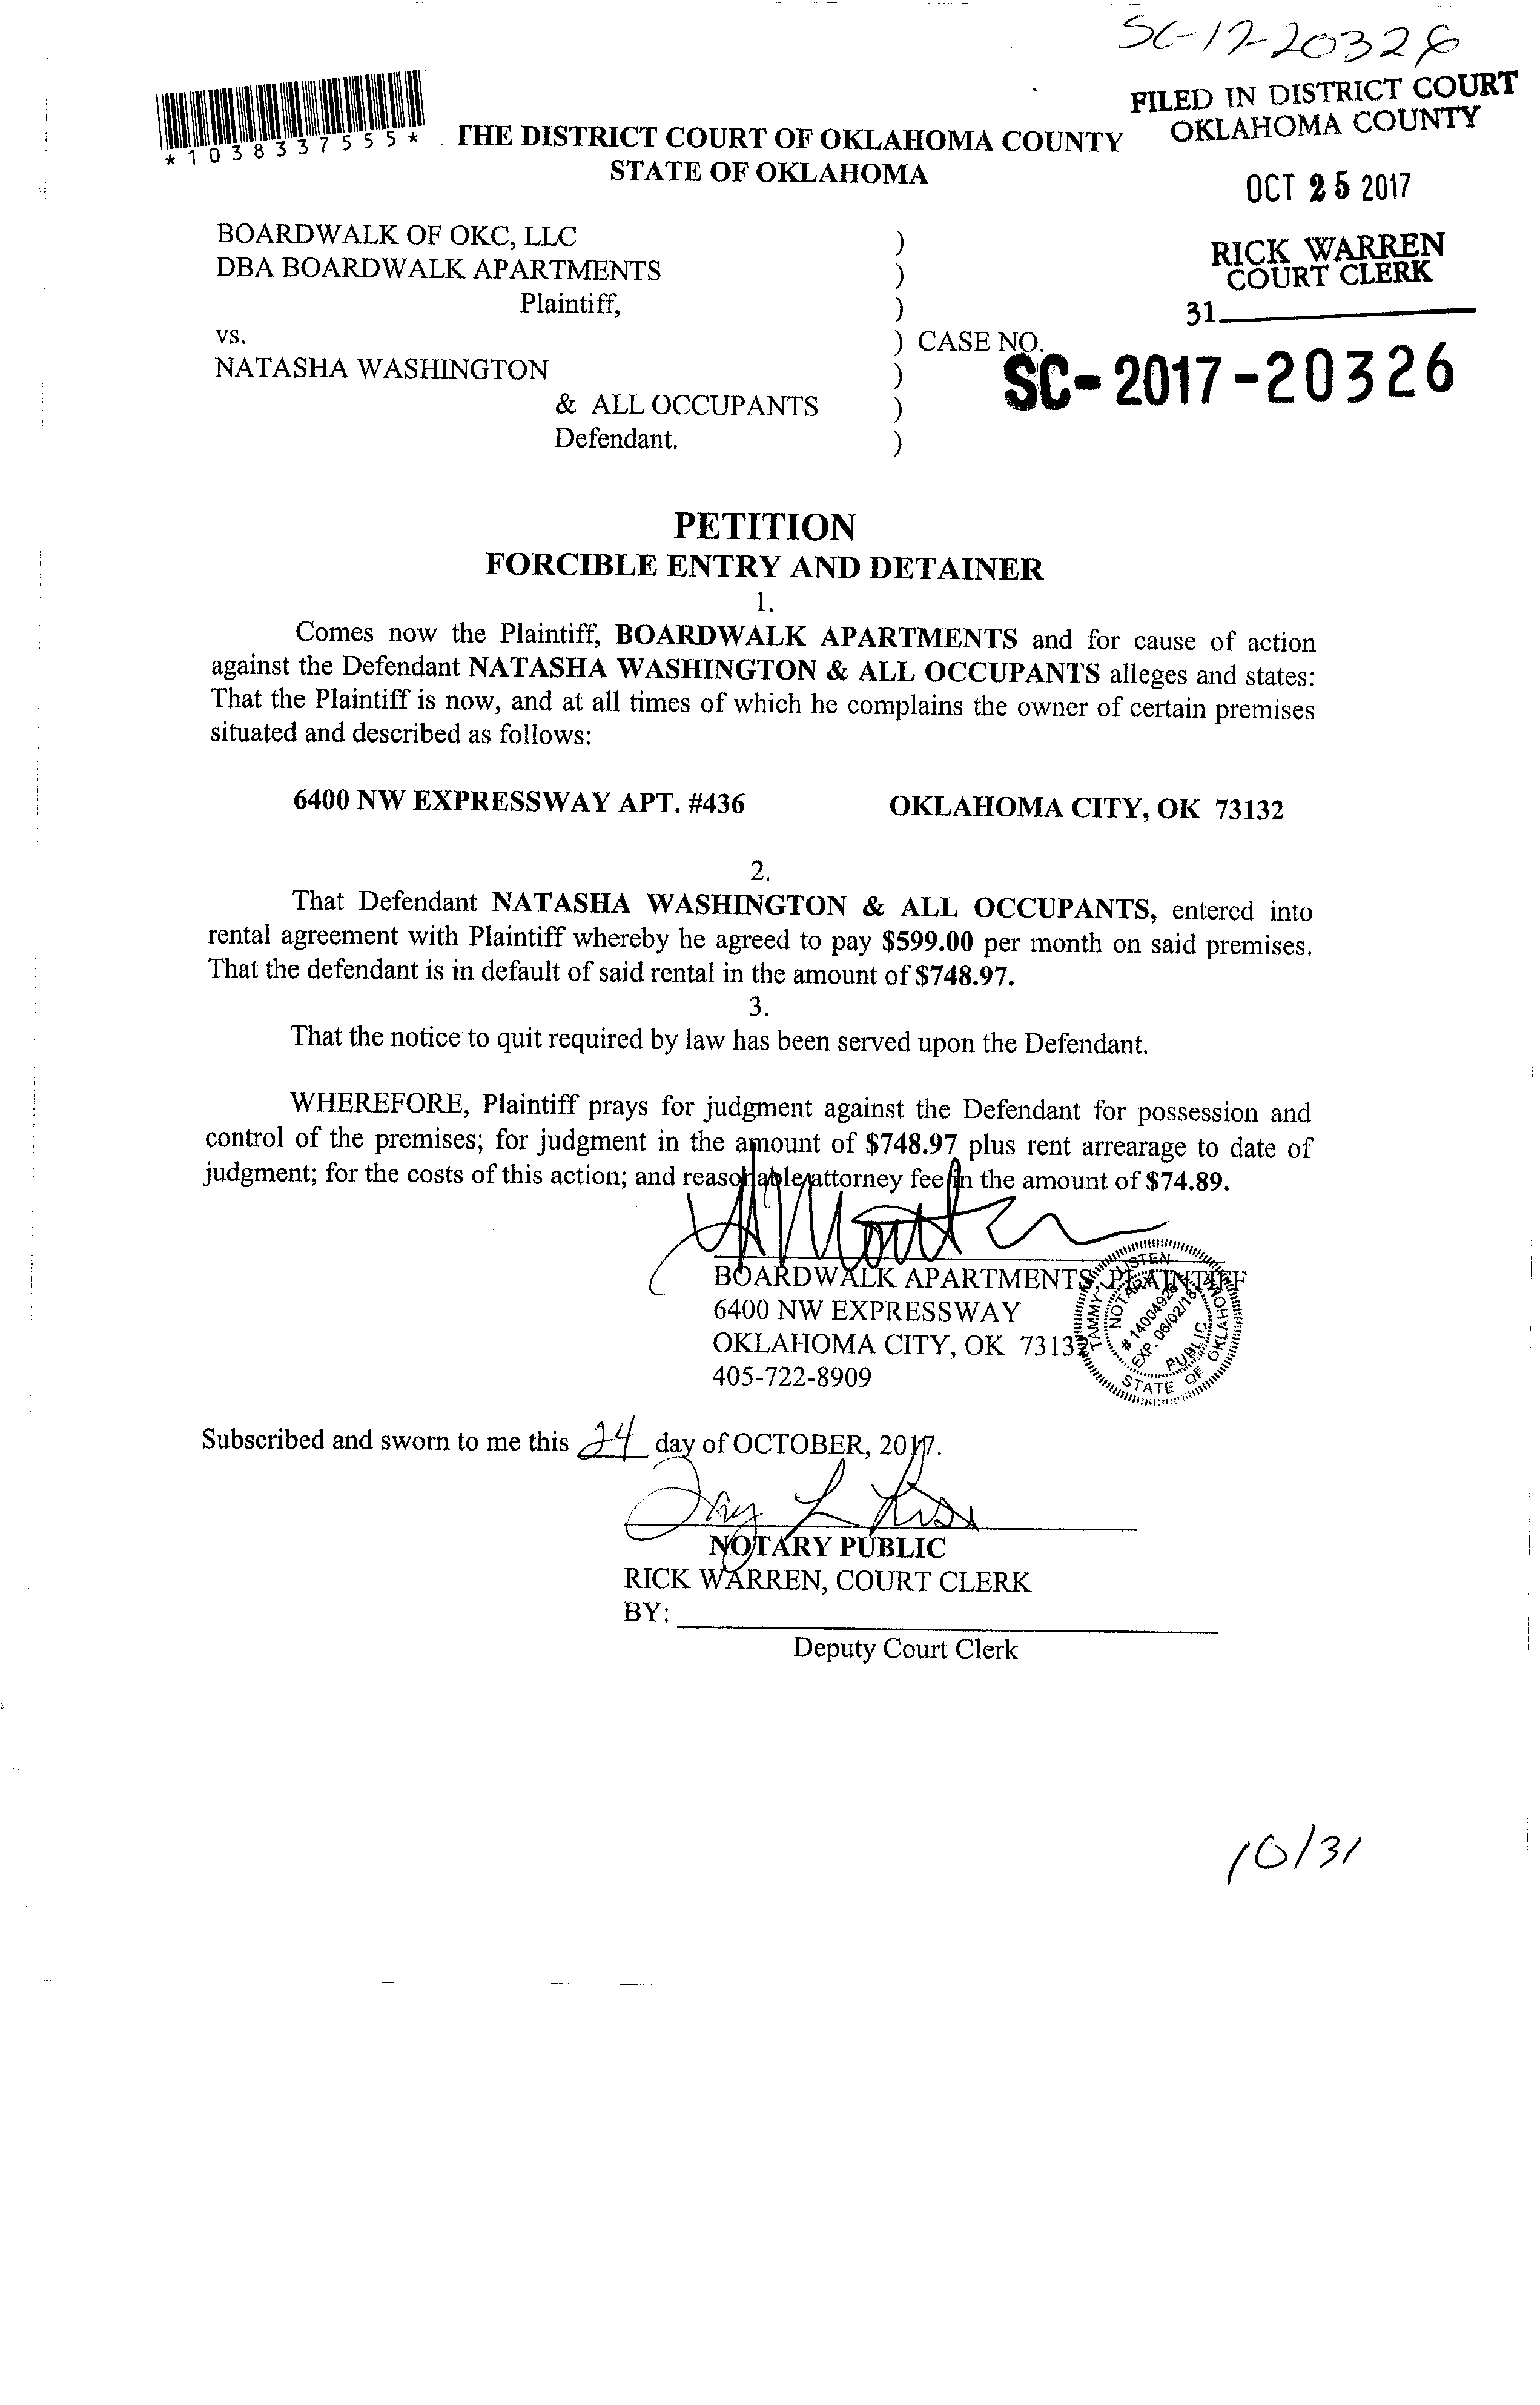 SC-17-20326
FILED IN DISTRICT COURT
OKLAHOMA COUNTY
*1038337555*
THE DISTRICT COURT OF OKLAHOMA COUNTY
STATE OF OKLAHOMA
OCT 25 2017
RICK WARREN
COURT CLERK
31
BOARDWALK OF OKC, LLC )
DBA BOARDWALK APARTMENTS )
Plaintiff, )
vs. ) CASE NO.
SC-2017-20326
NATASHA WASHINGTON )
& ALL OCCUPANTS )
Defendant. )
PETITION
FORCIBLE ENTRY AND DETAINER
1.
Comes now the Plaintiff, BOARDWALK APARTMENTS and for cause of action
against the Defendant NATASHA WASHINGTON & ALL OCCUPANTS alleges and states:
That the Plaintiff is now, and at all times of which he complains the owner of certain premises
situated and described as follows:
6400 NW EXPRESSWAY APT. #436 OKLAHOMA CITY, OK 73132
2.
That Defendant NATASHA WASHINGTON & ALL OCCUPANTS, entered into
rental agreement with Plaintiff whereby he agreed to pay $599.00 per month on said premises.
That the defendant is in default of said rental in the amount of $748.97.
3.
That the notice to quit required by law has been served upon the Defendant.
WHEREFORE, Plaintiff prays for judgment against the Defendant for possession and
control of the premises; for judgment in the amount of $748.97 plus rent arrearage to date of
judgment; for the costs of this action; and reasonable attorney fee in the amount of $74.89.
BOARDWALK APARTMENTS, PLAINTIFF
6400 NW EXPRESSWAY
OKLAHOMA CITY, OK 73132
405-722-8909
TAMMY L LISTEN
NOTARY PUBLIC
STATE OF OKLAHOMA
EXP. 06/02/18
Subscribed and sworn to me this 24 day of OCTOBER, 2017.
NOTARY PUBLIC
RICK WARREN, COURT CLERK
BY:
Deputy Court Clerk
10/31